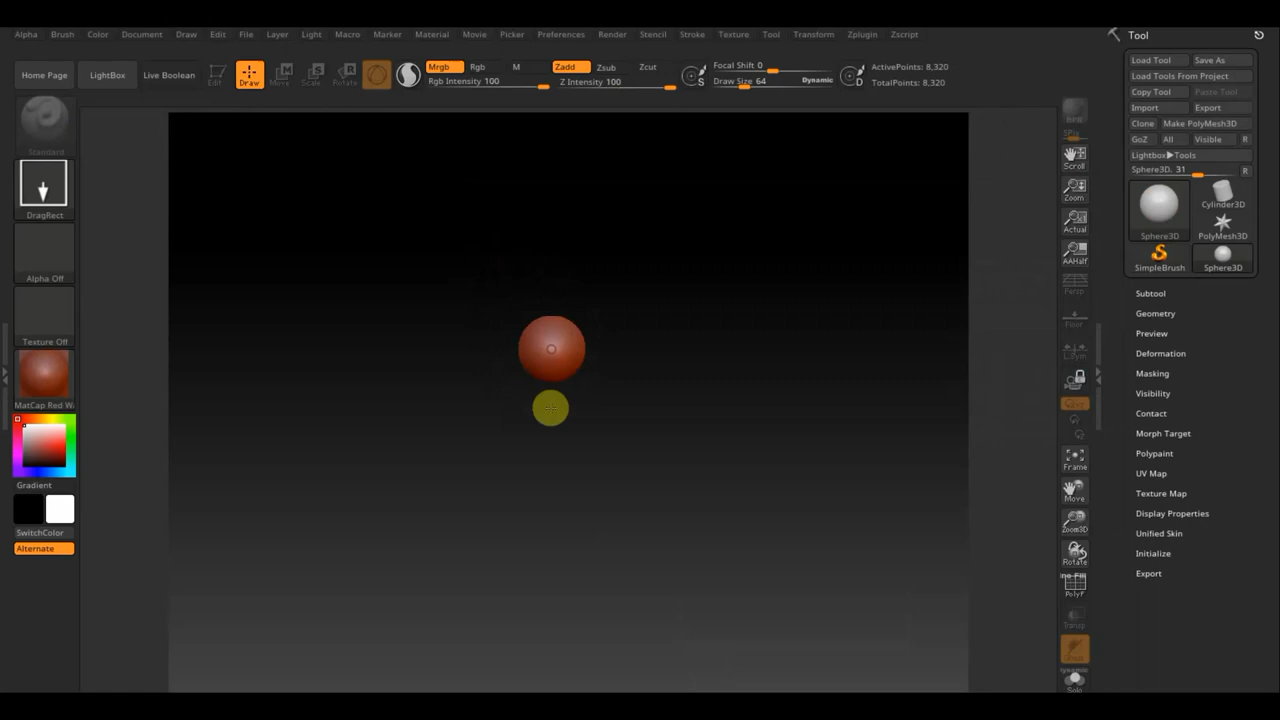 Alpha Brush Color Document Draw Edit File Layer Light Macro Marker Material Movie Picker Preferences Render Stencil Stroke Texture Tool Transform Zplugin Zscript
Tool
Home Page LightBox Live Boolean Edit Draw Move Scale Rotate
Mrgb Rgb M
Rgb Intensity 100
Zadd Zsub Zcut
Z Intensity 100
S
Focal Shift 0
Draw Size 64 Dynamic
D
ActivePoints: 8,320
TotalPoints: 8,320
Standard
DragRect
Alpha Off
Texture Off
MatCap Red Wa
Gradient
SwitchColor
Alternate
SPix
Scroll
Zoom
Actual
AAHalf
Persp
Floor
Frame
Move
Zoom3D
Rotate
PolyF
Transp
Solo
Load Tool Save As
Load Tools From Project
Copy Tool Paste Tool
Import Export
Clone Make PolyMesh3D
GoZ All Visible R
Lightbox▶Tools
Sphere3D. 31 R
Sphere3D
Cylinder3D
PolyMesh3D
SimpleBrush
Sphere3D
Subtool
Geometry
Preview
Deformation
Masking
Visibility
Contact
Morph Target
Polypaint
UV Map
Texture Map
Display Properties
Unified Skin
Initialize
Export